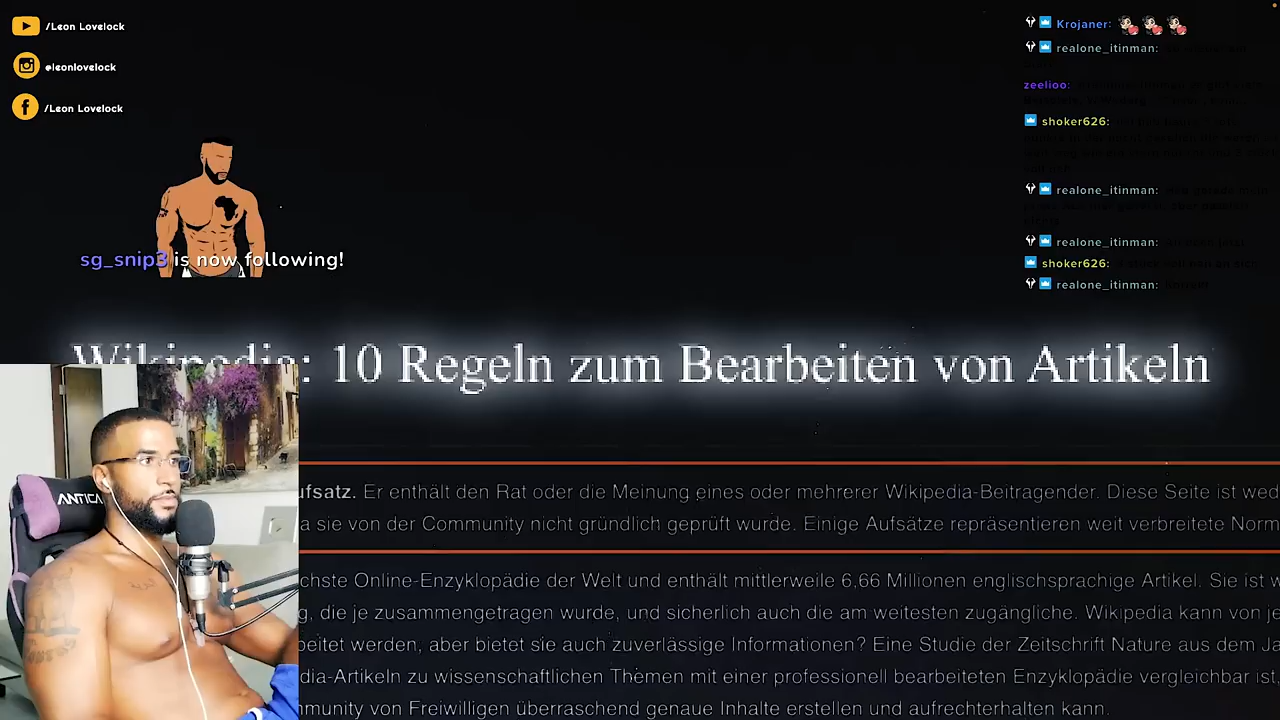 /Leon Lovelock
@leonlovelock
/Leon Lovelock
sg_snip3 is now following!
Krojaner:
realone_itinman:
zeelioo:
shoker626:
realone_itinman:
realone_itinman:
shoker626:
realone_itinman:
Wikipedia: 10 Regeln zum Bearbeiten von Artikeln
ufsatz. Er enthält den Rat oder die Meinung eines oder mehrerer Wikipedia-Beitragender. Diese Seite ist wed
a sie von der Community nicht gründlich geprüft wurde. Einige Aufsätze repräsentieren weit verbreitete Norm
chste Online-Enzyklopädie der Welt und enthält mittlerweile 6,66 Millionen englischsprachige Artikel. Sie ist w
g, die je zusammengetragen wurde, und sicherlich auch die am weitesten zugängliche. Wikipedia kann von je
beitet werden, aber bietet sie auch zuverlässige Informationen? Eine Studie der Zeitschrift Nature aus dem Ja
dia-Artikeln zu wissenschaftlichen Themen mit einer professionell bearbeiteten Enzyklopädie vergleichbar ist,
munity von Freiwilligen überraschend genaue Inhalte erstellen und aufrechterhalten kann.
ANTICA